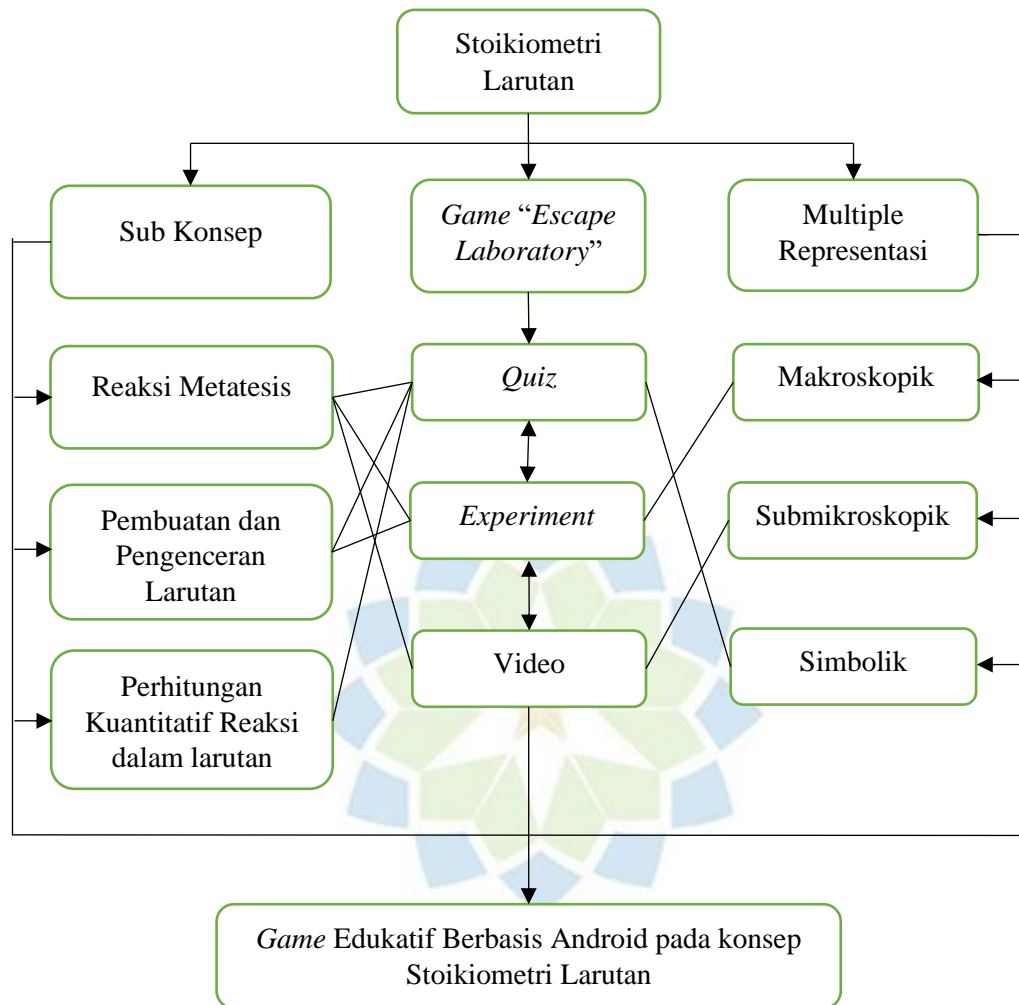 Stoikiometri
Larutan
Sub Konsep
Game “Escape
Laboratory”
Multiple
Representasi
Reaksi Metatesis
Quiz
Makroskopik
Pembuatan dan
Pengenceran
Larutan
Experiment
Submikroskopik
Perhitungan
Kuantitatif Reaksi
dalam larutan
Video
Simbolik
Game Edukatif Berbasis Android pada konsep
Stoikiometri Larutan